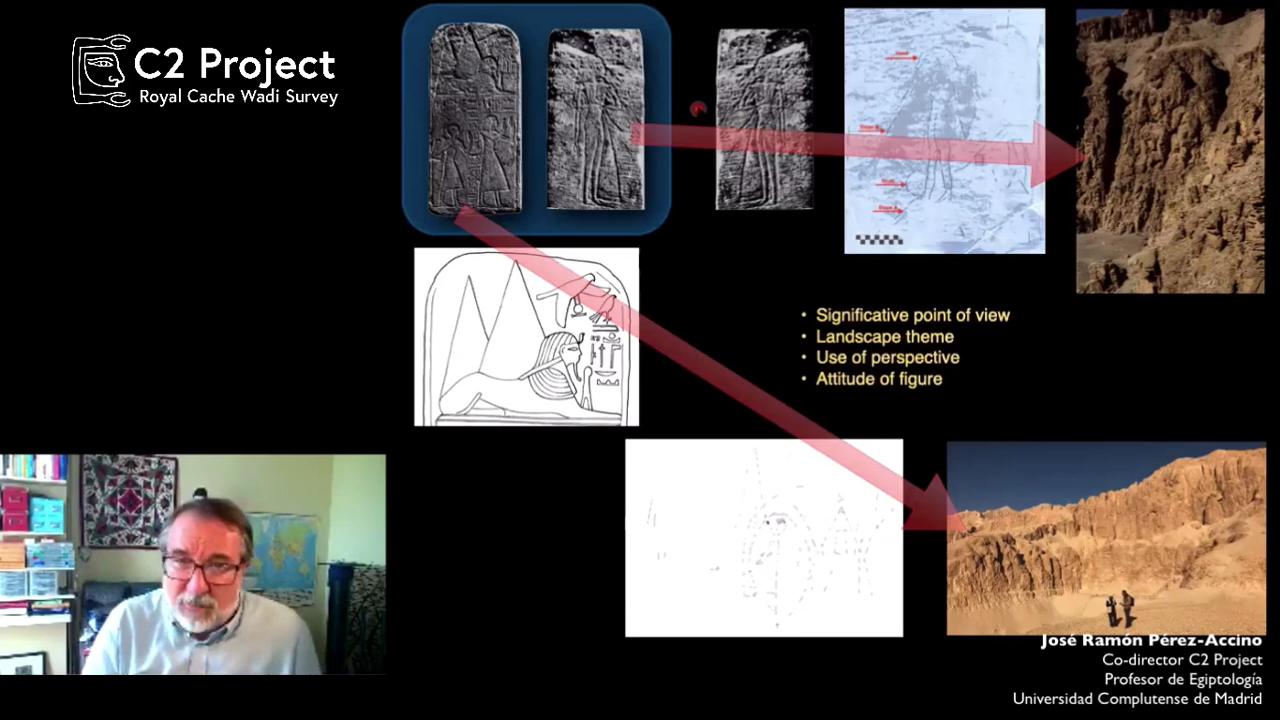 C2 Project
Royal Cache Wadi Survey
• Significative point of view
• Landscape theme
• Use of perspective
• Attitude of figure
José Ramón Pérez-Accino
Co-director C2 Project
Profesor de Egiptología
Universidad Complutense de Madrid